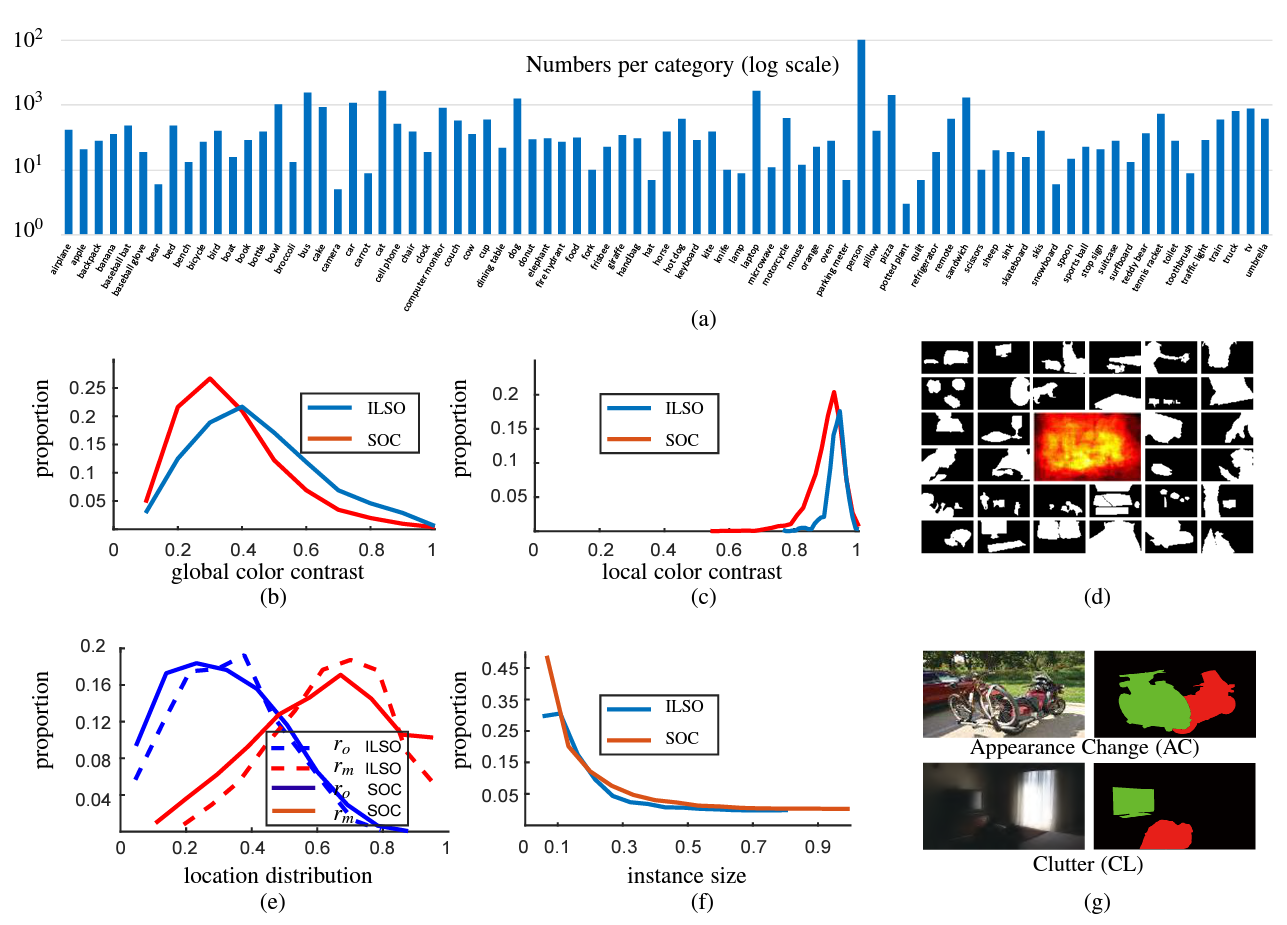 Numbers per category (log scale)
10²
10³
10¹
10⁰
airplane
apple
backpack
banana
baseball bat
baseball glove
bear
bed
bench
bicycle
bird
boat
book
bottle
bowl
broccoli
bus
cake
camera
car
carrot
cat
cell phone
chair
clock
computer monitor
couch
cow
cup
dining table
dog
donut
elephant
fire hydrant
food
fork
frisbee
giraffe
handbag
hat
horse
hot dog
keyboard
kite
knife
lamp
laptop
microwave
motorcycle
mouse
orange
oven
parking meter
person
pillow
pizza
potted plant
quilt
refrigerator
remote
sandwich
scissors
sheep
sink
skateboard
skis
snowboard
spoon
sports ball
stop sign
suitcase
surfboard
teddy bear
tennis racket
toilet
toothbrush
traffic light
train
truck
tv
umbrella
(a)
proportion
0.25
0.2
0.15
0.1
0.05
0 0.2 0.4 0.6 0.8 1
ILSO
SOC
global color contrast
(b)
proportion
0.2
0.15
0.1
0.05
0 0.2 0.4 0.6 0.8 1
ILSO
SOC
local color contrast
(c)
(d)
proportion
0.2
0.16
0.12
0.08
0.04
0 0.2 0.4 0.6 0.8 1
r_o ILSO
r_m ILSO
r_o SOC
r_m SOC
location distribution
(e)
proportion
0.45
0.3
0.15
0.05
0 0.1 0.3 0.5 0.7 0.9
ILSO
SOC
instance size
(f)
Appearance Change (AC)
Clutter (CL)
(g)